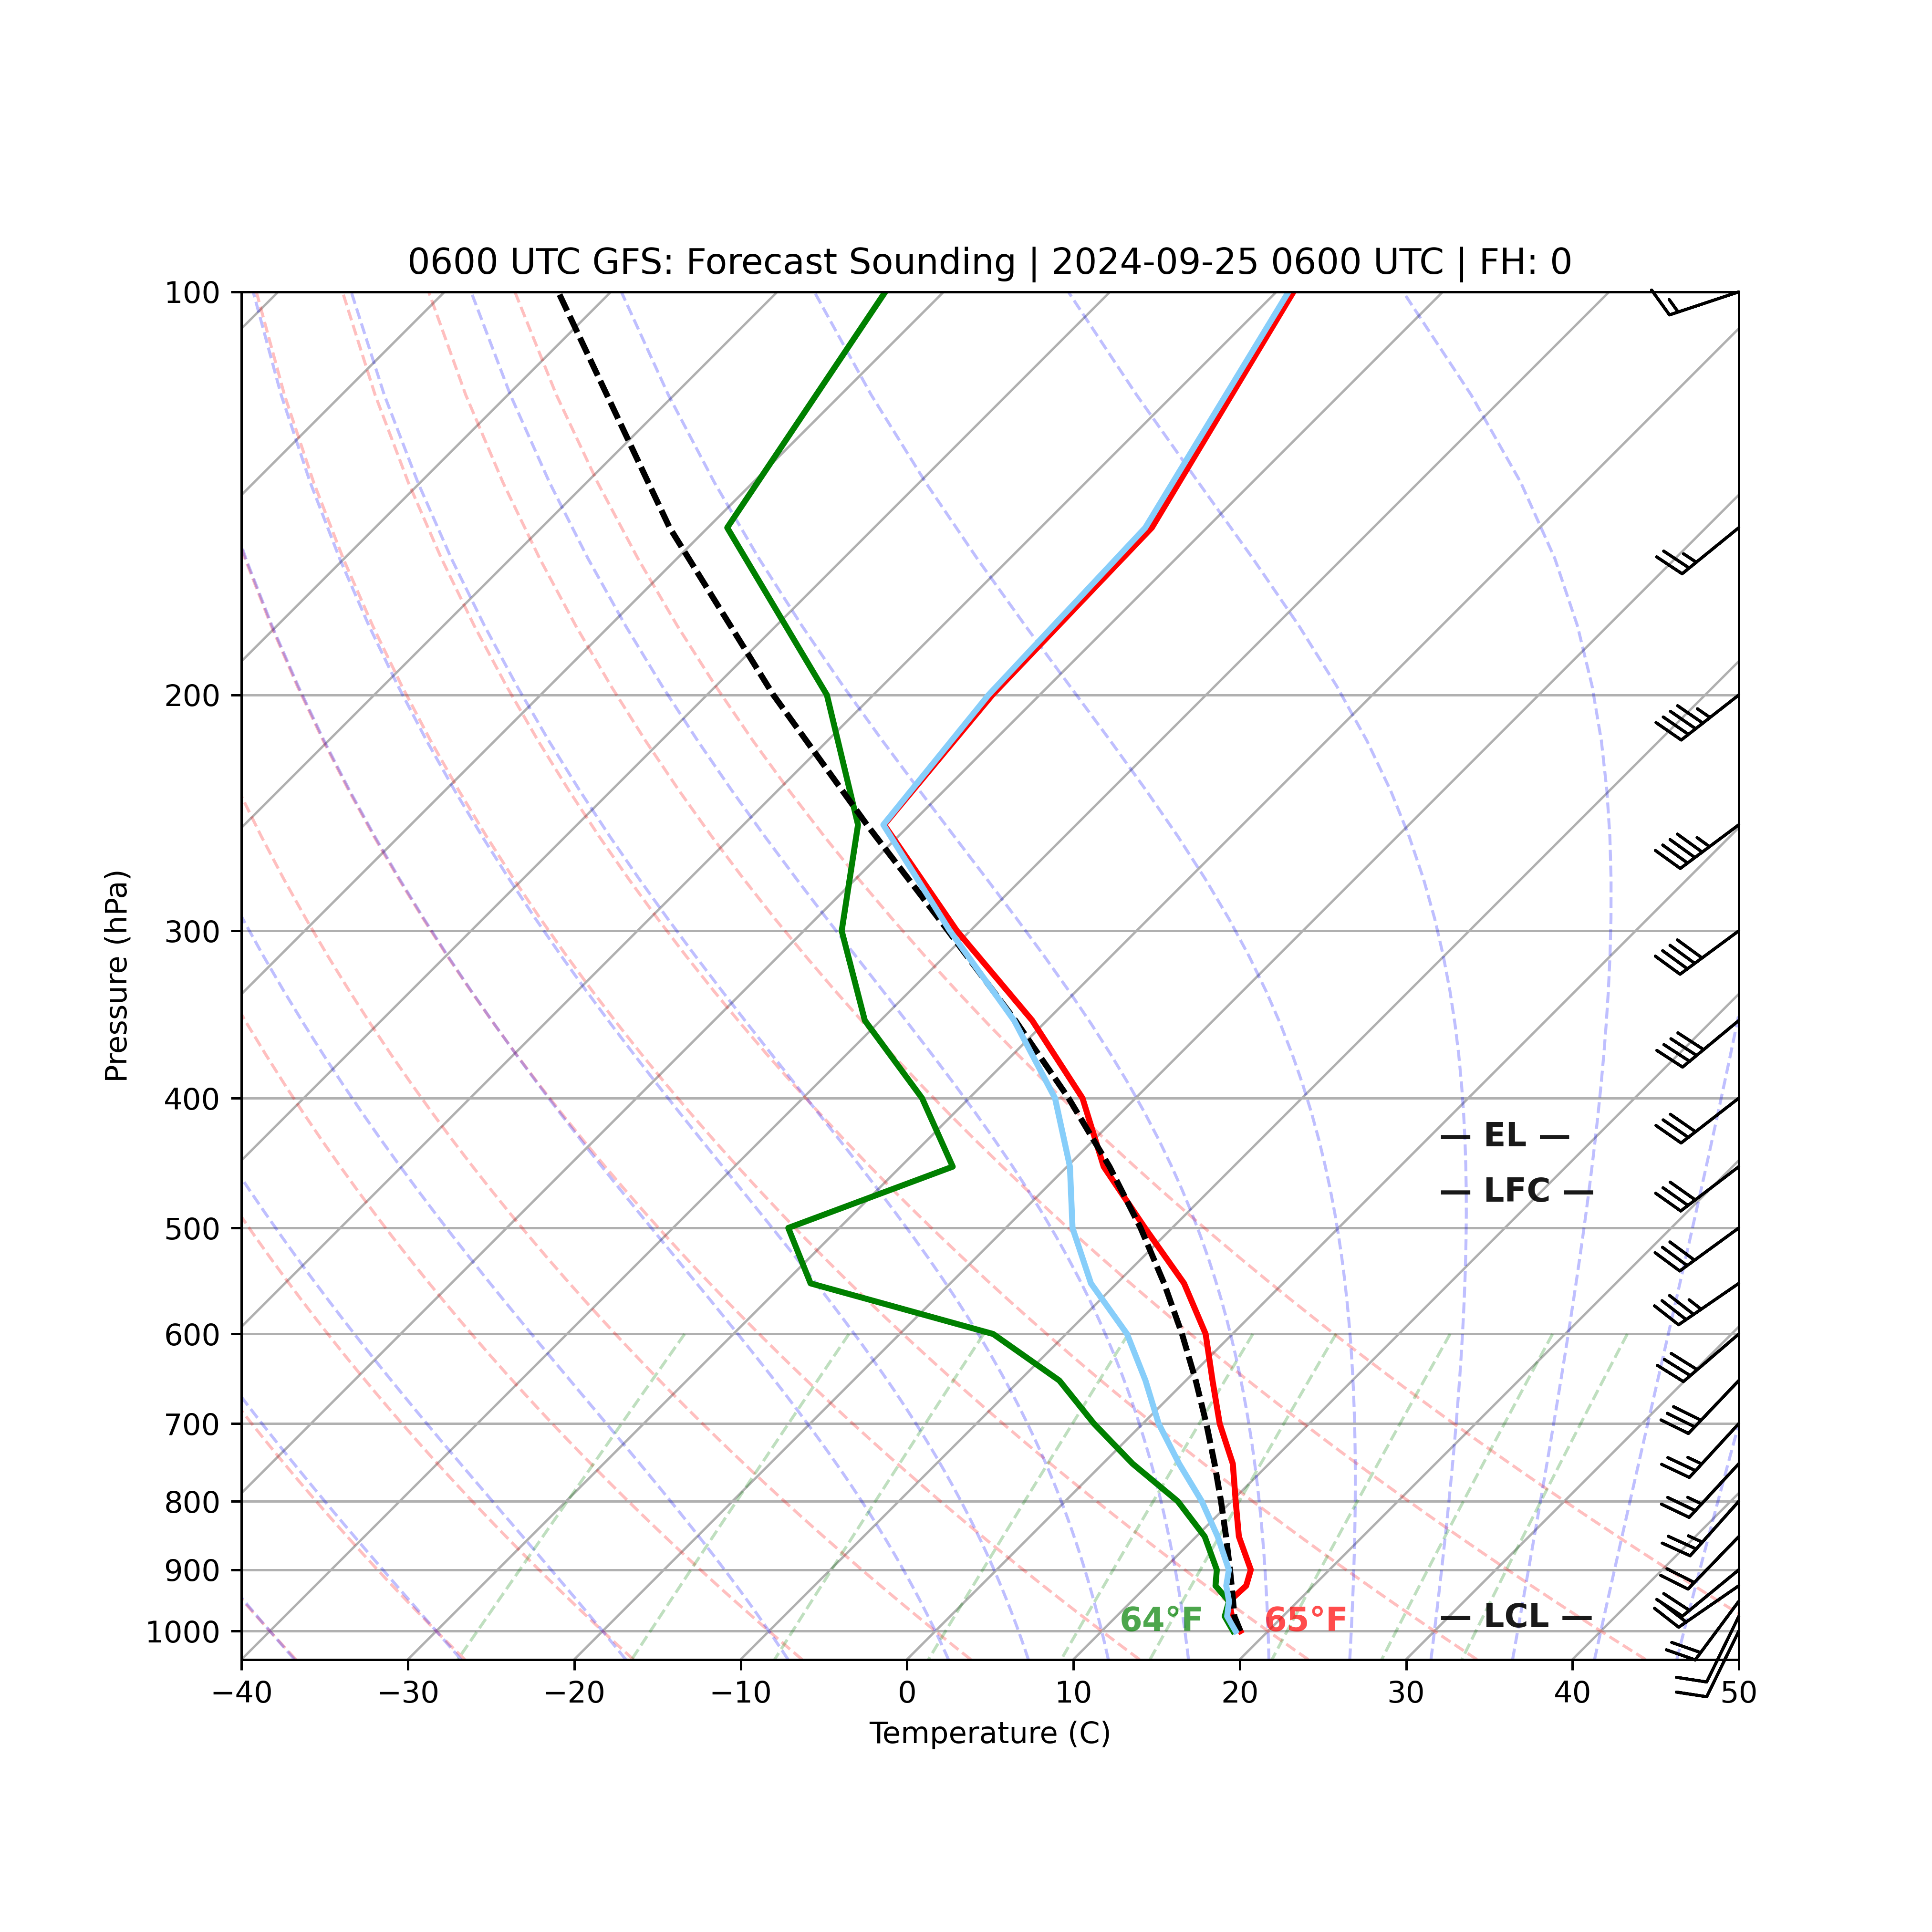 0600 UTC GFS: Forecast Sounding | 2024-09-25 0600 UTC | FH: 0
100
200
300
400
500
600
700
800
900
1000
Pressure (hPa)
— EL —
— LFC —
64°F 65°F — LCL —
−40 −30 −20 −10 0 10 20 30 40 50
Temperature (C)